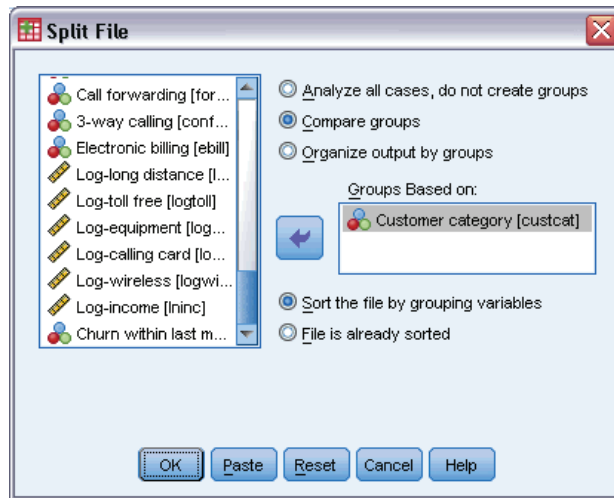 Split File
Call forwarding [for...
3-way calling [conf...
Electronic billing [ebill]
Log-long distance [l...
Log-toll free [logtoll]
Log-equipment [log...
Log-calling card [lo...
Log-wireless [logwi...
Log-income [lninc]
Churn within last m...
Analyze all cases, do not create groups
Compare groups
Organize output by groups
Groups Based on:
Customer category [custcat]
Sort the file by grouping variables
File is already sorted
OK
Paste
Reset
Cancel
Help